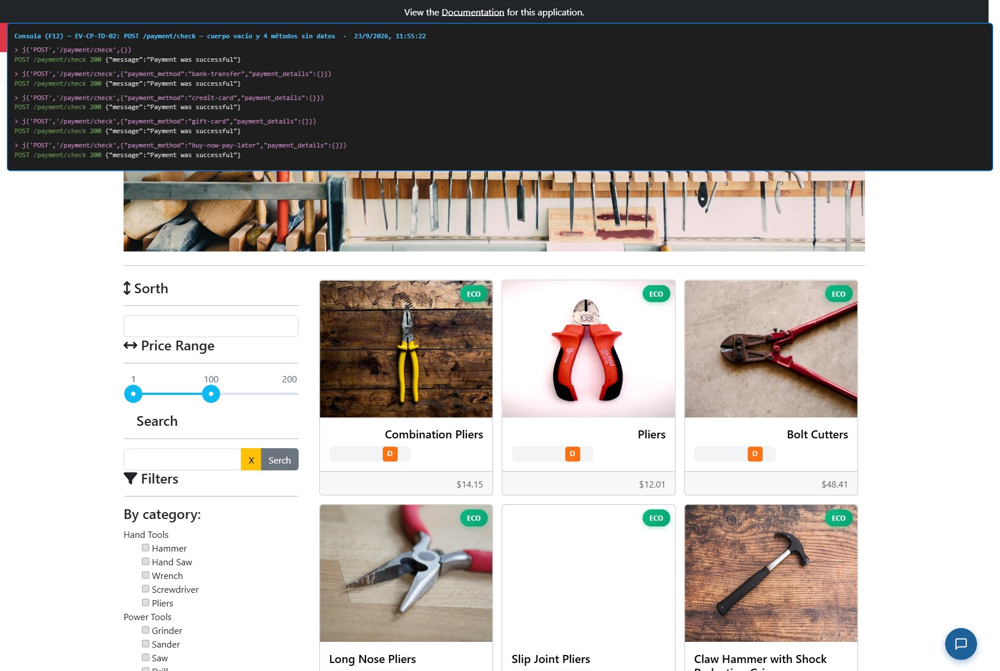 View the Documentation for this application.
Consola (F12) — EV-CP-TD-02: POST /payment/check — cuerpo vacío y 4 métodos sin datos · 23/9/2026, 11:55:22
> j('POST','/payment/check',{})
POST /payment/check 200 {"message":"Payment was successful"}
> j('POST','/payment/check',{"payment_method":"bank-transfer","payment_details":{}})
POST /payment/check 200 {"message":"Payment was successful"}
> j('POST','/payment/check',{"payment_method":"credit-card","payment_details":{}})
POST /payment/check 200 {"message":"Payment was successful"}
> j('POST','/payment/check',{"payment_method":"gift-card","payment_details":{}})
POST /payment/check 200 {"message":"Payment was successful"}
> j('POST','/payment/check',{"payment_method":"buy-now-pay-later","payment_details":{}})
POST /payment/check 200 {"message":"Payment was successful"}
Sorth
Price Range
1 100 200
Search
X Serch
Filters
By category:
Hand Tools
Hammer
Hand Saw
Wrench
Screwdriver
Pliers
Power Tools
Grinder
Sander
Saw
Drill
ECO
Combination Pliers
D
$14.15
ECO
Pliers
D
$12.01
ECO
Bolt Cutters
D
$48.41
ECO
Long Nose Pliers
ECO
Slip Joint Pliers
ECO
Claw Hammer with Shock